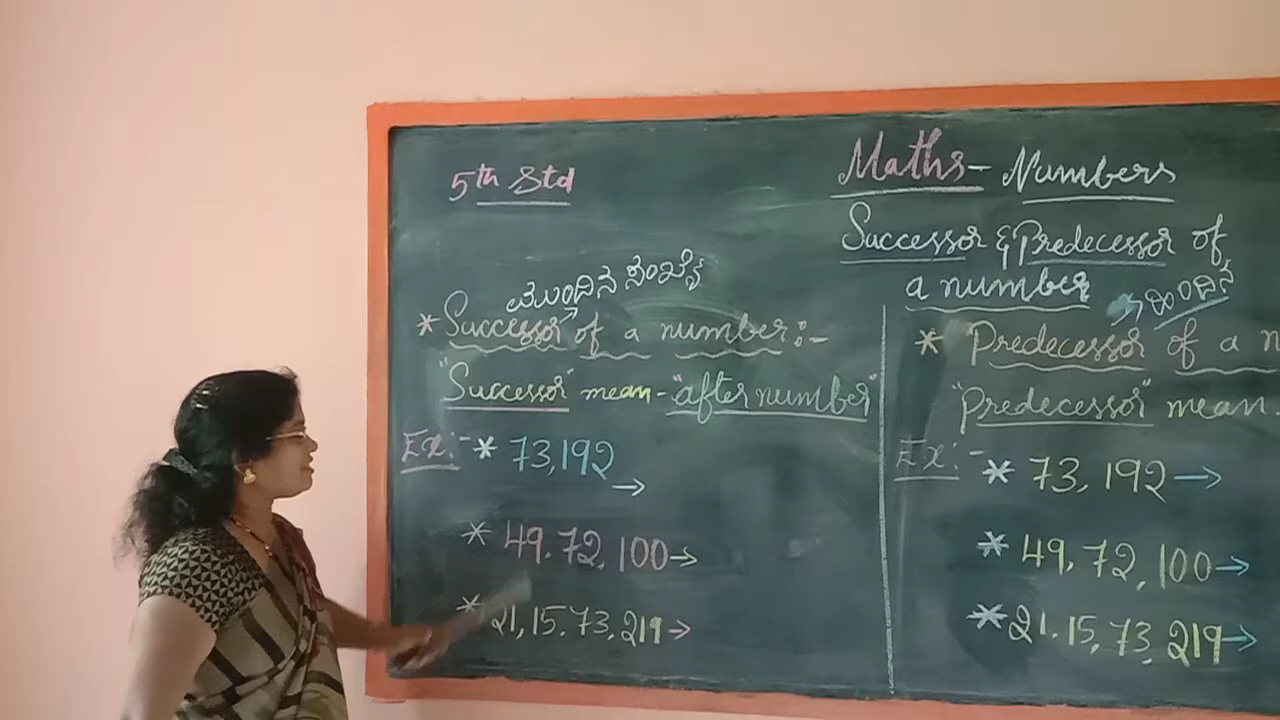 5th Std
Maths - Numbers
Successor & Predecessor of
a number
ಮುಂದಿನ ಸಂಖ್ಯೆ
* Successor of a number:-
"Successor" mean - "after number"
Ex:- * 73,192 →
* 49,72,100 →
* 21,15,73,219 →
→ ಹಿಂದಿನ
* Predecessor of a n
"Predecessor" mean
Ex:- * 73,192 →
* 49,72,100 →
* 21,15,73,219 →